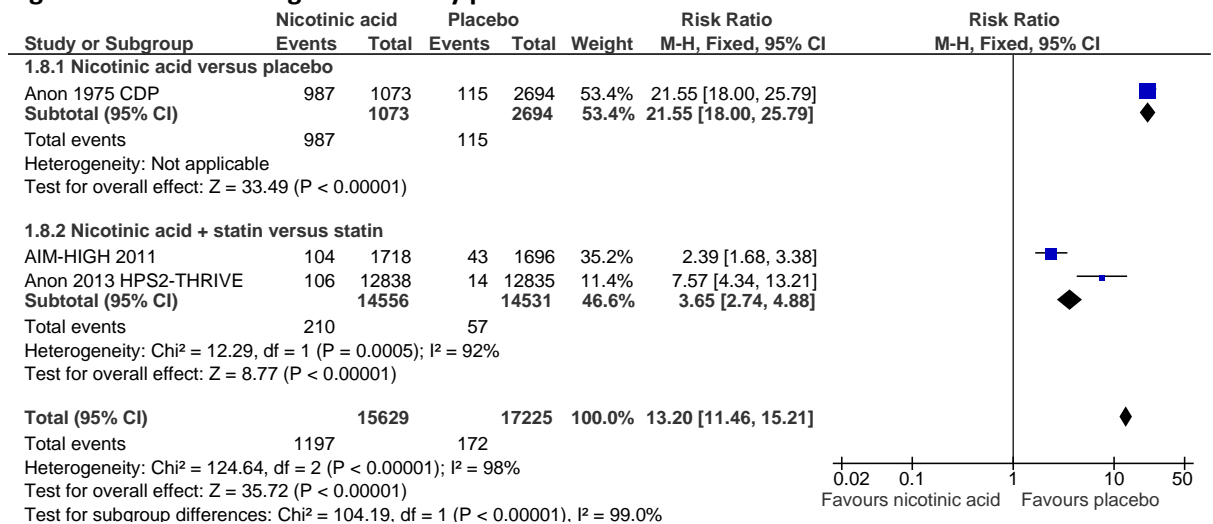 Nicotinic acid Placebo Risk Ratio Risk Ratio
Study or Subgroup Events Total Events Total Weight M-H, Fixed, 95% CI M-H, Fixed, 95% CI
1.8.1 Nicotinic acid versus placebo
Anon 1975 CDP 987 1073 115 2694 53.4% 21.55 [18.00, 25.79]
Subtotal (95% CI) 1073 2694 53.4% 21.55 [18.00, 25.79]
Total events 987 115
Heterogeneity: Not applicable
Test for overall effect: Z = 33.49 (P < 0.00001)
1.8.2 Nicotinic acid + statin versus statin
AIM-HIGH 2011 104 1718 43 1696 35.2% 2.39 [1.68, 3.38]
Anon 2013 HPS2-THRIVE 106 12838 14 12835 11.4% 7.57 [4.34, 13.21]
Subtotal (95% CI) 14556 14531 46.6% 3.65 [2.74, 4.88]
Total events 210 57
Heterogeneity: Chi² = 12.29, df = 1 (P = 0.0005); I² = 92%
Test for overall effect: Z = 8.77 (P < 0.00001)
Total (95% CI) 15629 17225 100.0% 13.20 [11.46, 15.21]
Total events 1197 172
Heterogeneity: Chi² = 124.64, df = 2 (P < 0.00001); I² = 98%
Test for overall effect: Z = 35.72 (P < 0.00001)
Test for subgroup differences: Chi² = 104.19, df = 1 (P < 0.00001), I² = 99.0%
0.02 0.1 1 10 50
Favours nicotinic acid Favours placebo